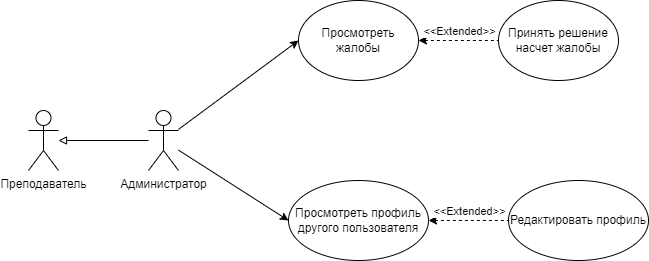 Просмотреть
жалобы
<<Extended>>
Принять решение
насчет жалобы
Преподаватель
Администратор
Просмотреть профиль
другого пользователя
<<Extended>>
Редактировать профиль